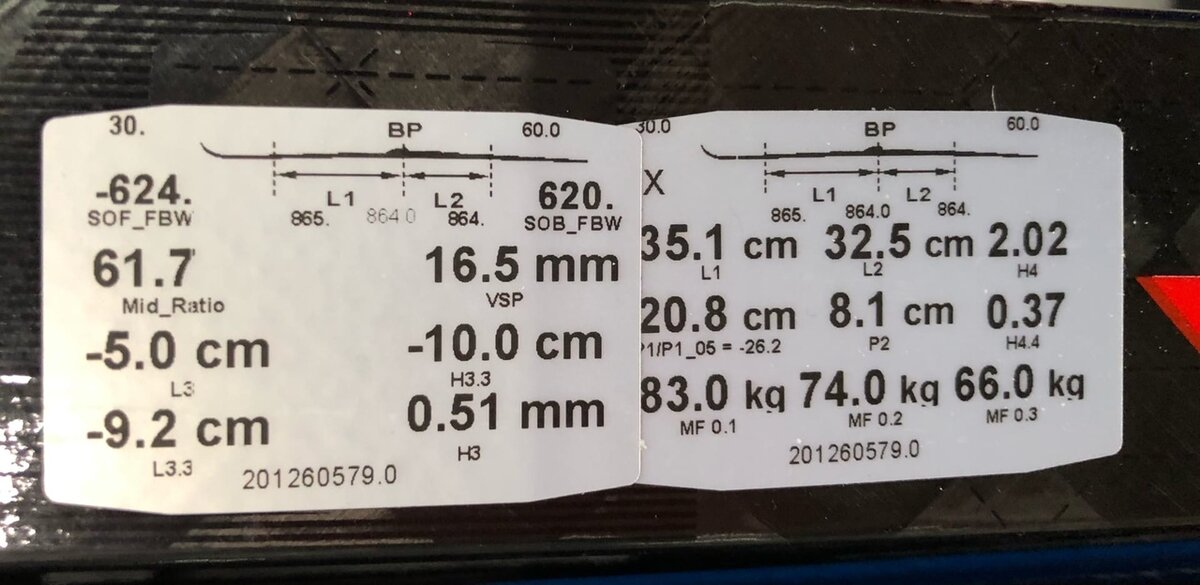 30. BP 60.0
L1 L2
-624. 865. 864.0 864. 620.
SOF_FBW SOB_FBW
61.7 16.5 mm
Mid_Ratio VSP
-5.0 cm -10.0 cm
L3 H3.3
-9.2 cm 0.51 mm
L3.3 H3
201260579.0
30.0 BP 60.0
X L1 L2
865. 864.0 864.
35.1 cm 32.5 cm 2.02
L1 L2 H4
20.8 cm 8.1 cm 0.37
P1/P1_05 = -26.2 P2 H4.4
83.0 kg 74.0 kg 66.0 kg
MF 0.1 MF 0.2 MF 0.3
201260579.0